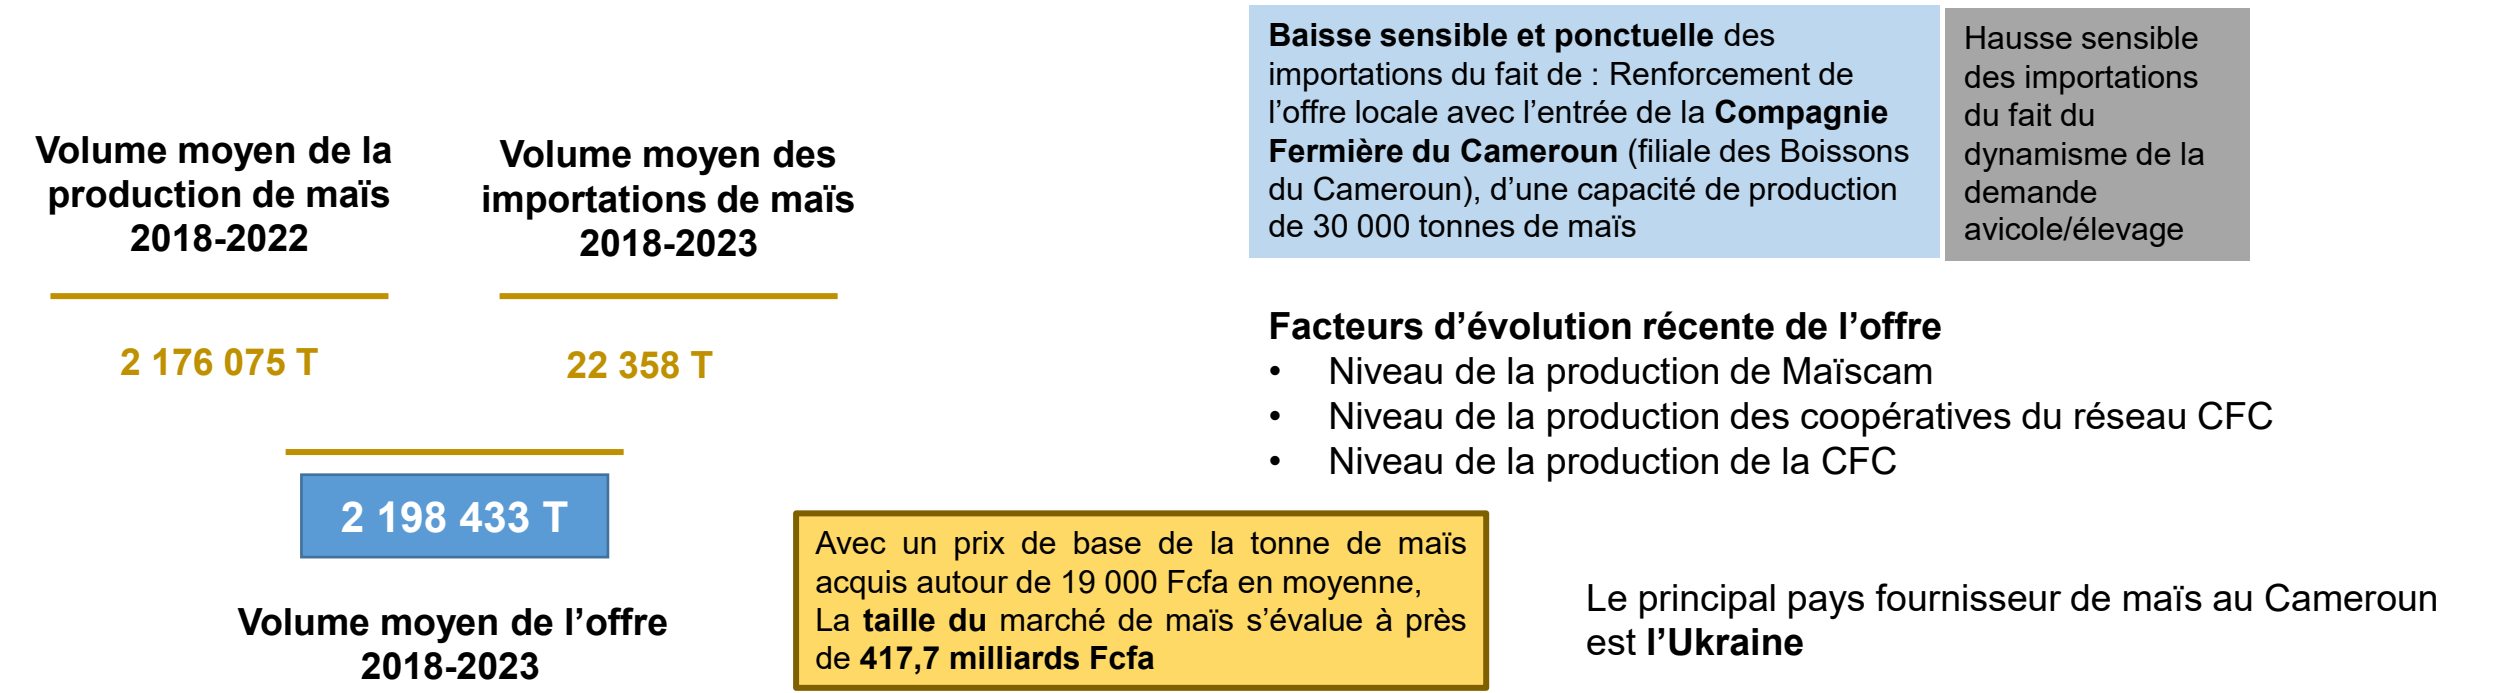 Volume moyen de la
production de maïs
2018-2022
2 176 075 T
Volume moyen des
importations de maïs
2018-2023
22 358 T
2 198 433 T
Volume moyen de l’offre
2018-2023
Baisse sensible et ponctuelle des
importations du fait de : Renforcement de
l’offre locale avec l’entrée de la Compagnie
Fermière du Cameroun (filiale des Boissons
du Cameroun), d’une capacité de production
de 30 000 tonnes de maïs
Hausse sensible
des importations
du fait du
dynamisme de la
demande
avicole/élevage
Facteurs d’évolution récente de l’offre
• Niveau de la production de Maïscam
• Niveau de la production des coopératives du réseau CFC
• Niveau de la production de la CFC
Avec un prix de base de la tonne de maïs
acquis autour de 19 000 Fcfa en moyenne,
La taille du marché de maïs s’évalue à près
de 417,7 milliards Fcfa
Le principal pays fournisseur de maïs au Cameroun
est l’Ukraine